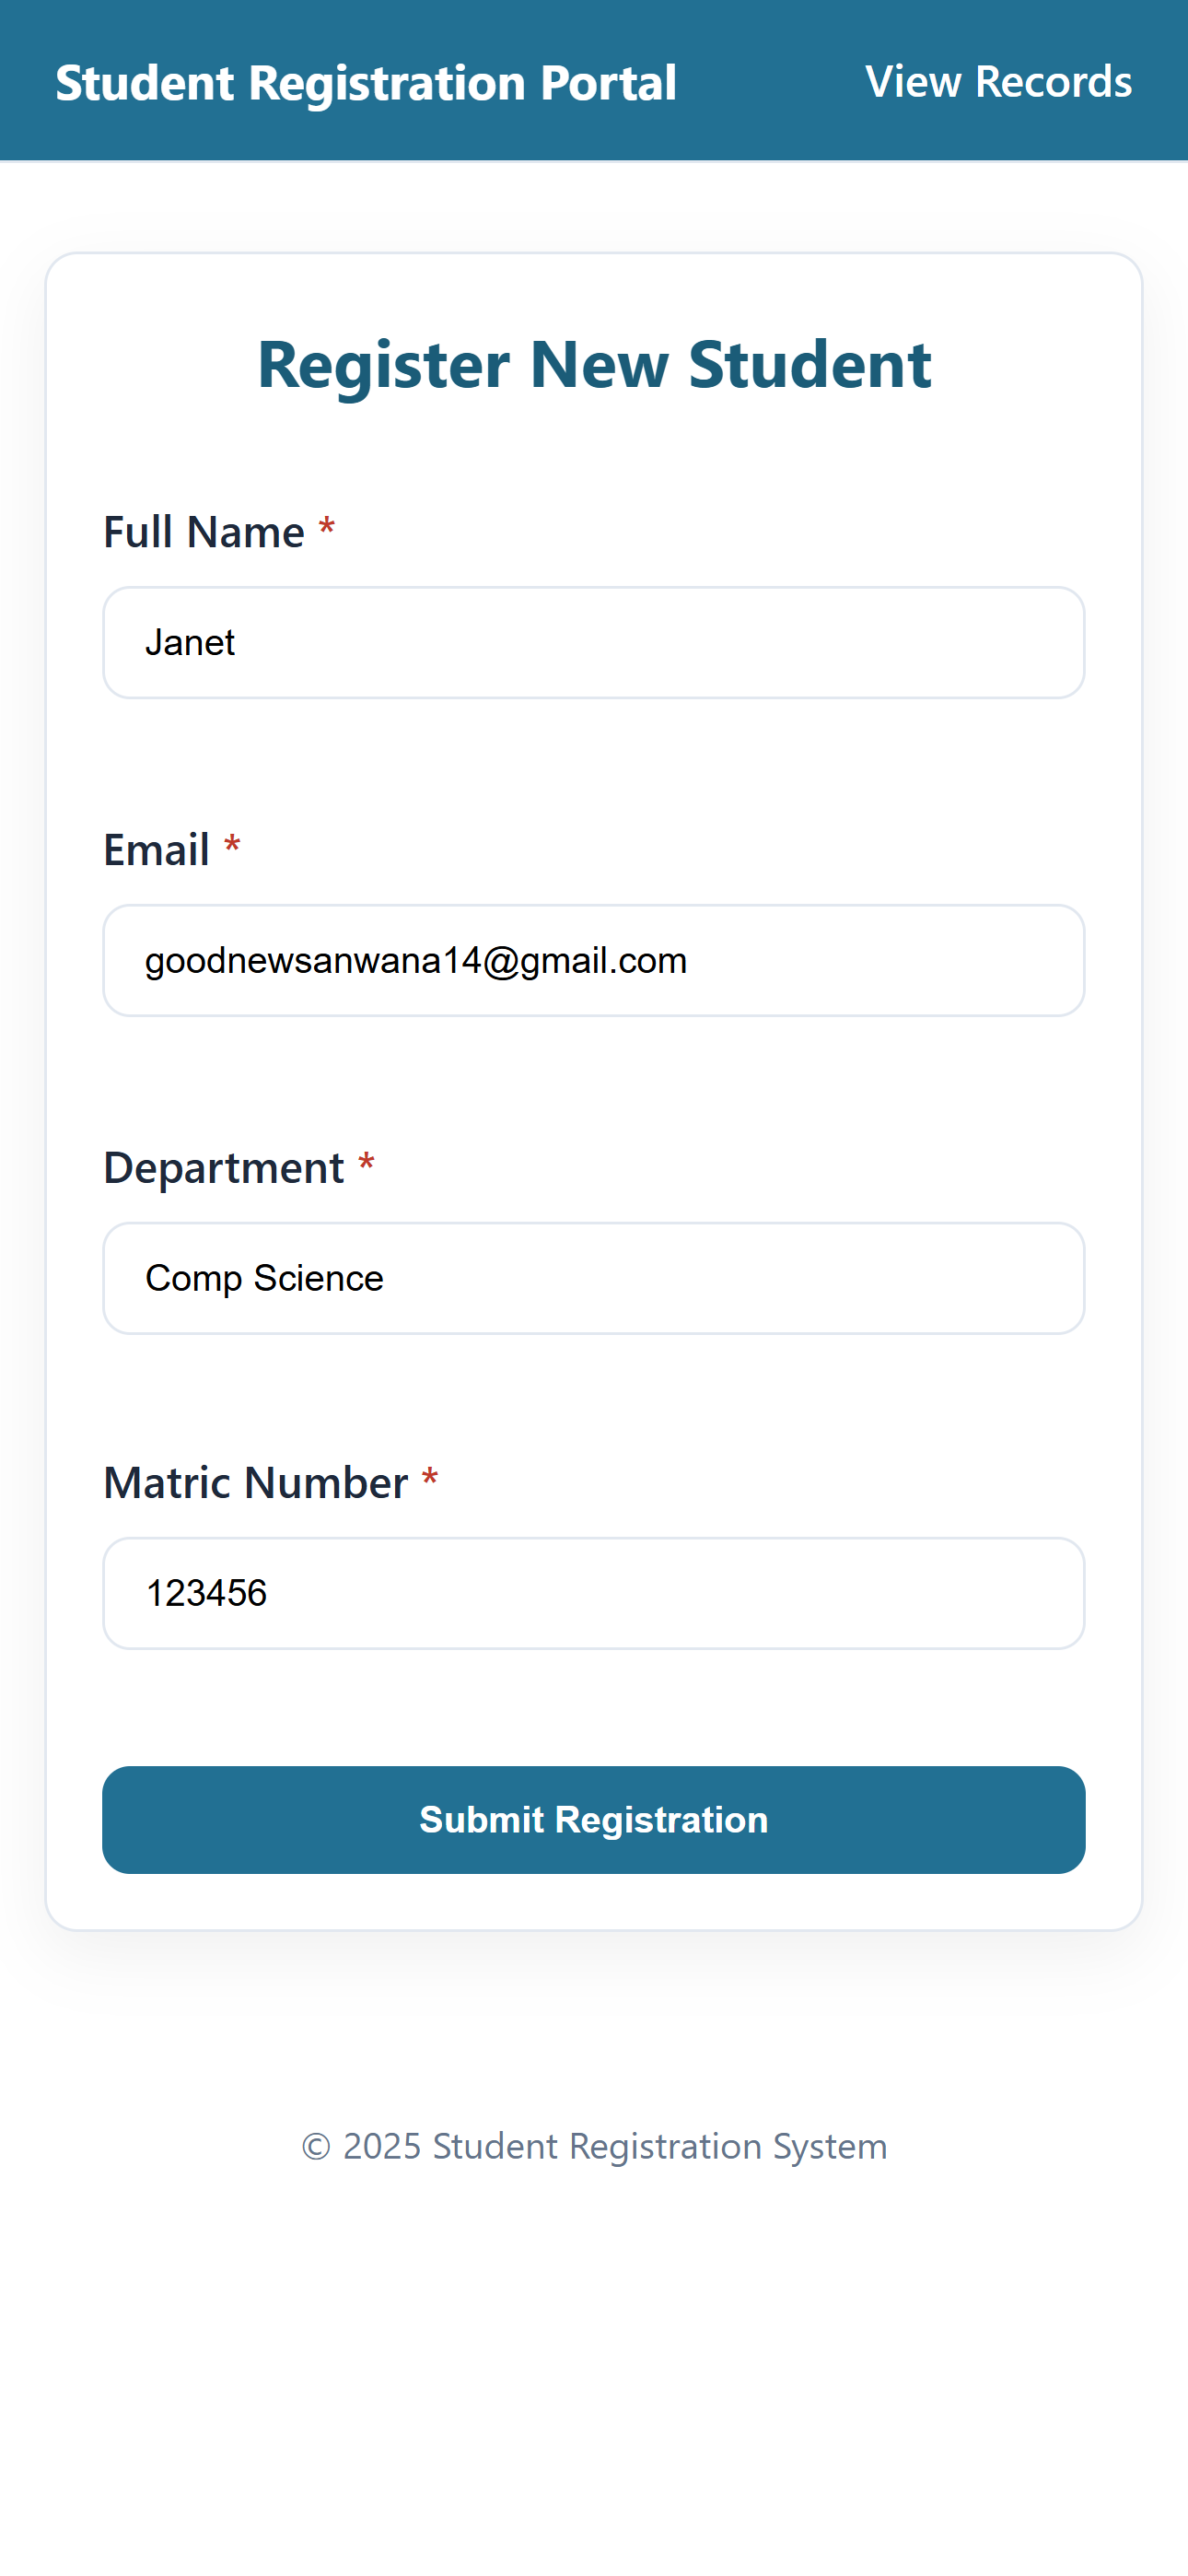 Student Registration Portal
View Records
Register New Student
Full Name *
Janet
Email *
goodnewsanwana14@gmail.com
Department *
Comp Science
Matric Number *
123456
Submit Registration
© 2025 Student Registration System